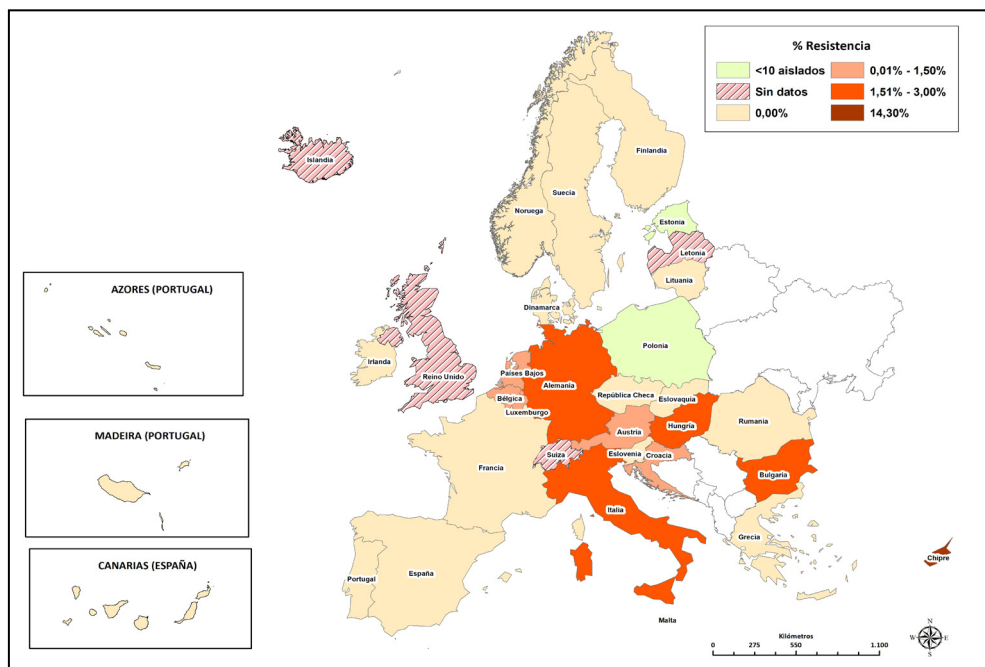 % Resistencia
<10 aislados
0,01% - 1,50%
Sin datos
1,51% - 3,00%
0,00%
14,30%
Islandia
Finlandia
Suecia
Noruega
Estonia
Letonia
Lituania
AZORES (PORTUGAL)
Dinamarca
Irlanda
Reino Unido
Países Bajos
Polonia
Alemania
Bélgica
República Checa
Eslovaquia
Luxemburgo
MADEIRA (PORTUGAL)
Hungría
Rumania
Austria
Suiza
Eslovenia
Croacia
Francia
Bulgaria
Italia
Grecia
Chipre
CANARIAS (ESPAÑA)
Portugal
España
Malta
Kilómetros
0 275 550 1.100
N
W E
S